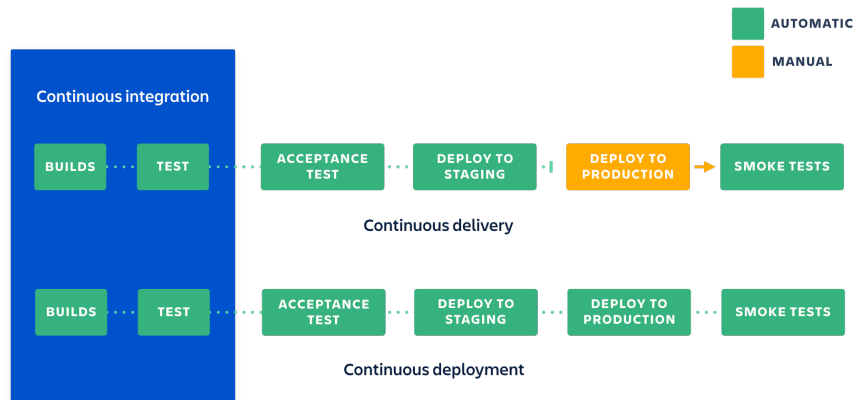 AUTOMATIC
MANUAL
Continuous integration
BUILDS
TEST
ACCEPTANCE
TEST
DEPLOY TO
STAGING
DEPLOY TO
PRODUCTION
SMOKE TESTS
Continuous delivery
BUILDS
TEST
ACCEPTANCE
TEST
DEPLOY TO
STAGING
DEPLOY TO
PRODUCTION
SMOKE TESTS
Continuous deployment